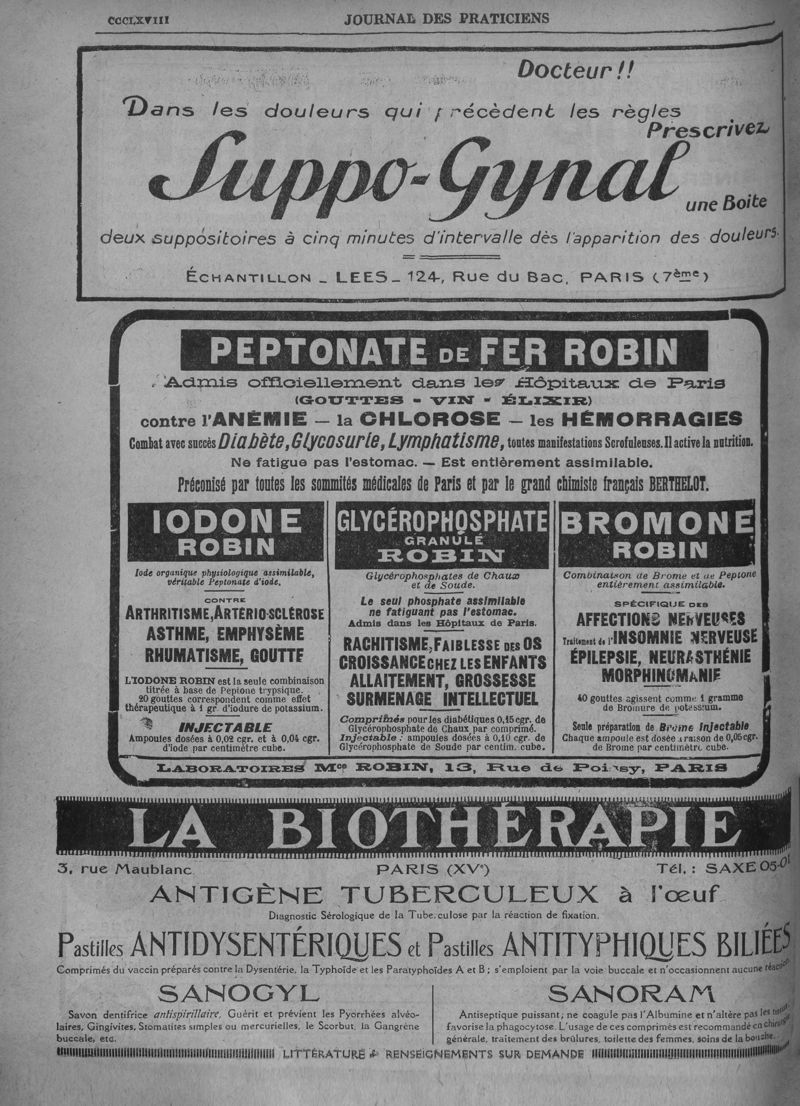 CCCLXVIII
JOURNAL DES PRATICIENS
Docteur!!
Dans les douleurs qui précèdent les règles
Prescrivez
Suppo-Gynal
une Boite
deux suppositoires à cinq minutes d'intervalle dès l'apparition des douleurs.
ÉCHANTILLON _ LEES _ 124, Rue du Bac, PARIS (7ème)
PEPTONATE DE FER ROBIN
Admis officiellement dans les Hôpitaux de Paris
(GOUTTES - VIN - ÉLIXIR)
contre l'ANÉMIE — la CHLOROSE — les HÉMORRAGIES
Combat avec succès Diabète, Glycosurie, Lymphatisme, toutes manifestations Scrofuleuses. Il active la nutrition.
Ne fatigue pas l'estomac. — Est entièrement assimilable.
Préconisé par toutes les sommités médicales de Paris et par le grand chimiste français BERTHELOT.
IODONE
ROBIN
Iode organique physiologique assimilable,
véritable Peptonate d'iode.
CONTRE
ARTHRITISME, ARTÉRIO-SCLÉROSE
ASTHME, EMPHYSÈME
RHUMATISME, GOUTTE
L'IODONE ROBIN est la seule combinaison
titrée à base de Peptone trypsique.
20 gouttes correspondent comme effet
thérapeutique à 1 gr. d'Iodure de potassium.
INJECTABLE
Ampoules dosées à 0,02 cgr. et à 0,04 cgr.
d'iode par centimètre cube.
GLYCÉROPHOSPHATE
GRANULÉ
ROBIN
Glycérophosphates de Chaux
et de Soude.
Le seul phosphate assimilable
ne fatiguant pas l'estomac.
Admis dans les Hôpitaux de Paris.
RACHITISME, FAIBLESSE DES OS
CROISSANCE CHEZ LES ENFANTS
ALLAITEMENT, GROSSESSE
SURMENAGE INTELLECTUEL
Comprimés pour les diabétiques 0,15 cgr. de
Glycérophosphate de Chaux par comprimé.
Injectable : ampoules dosées à 0,10 cgr. de
Glycérophosphate de Soude par centim. cube.
BROMONE
ROBIN
Combinaison de Brome et de Peptone
entièrement assimilable.
SPÉCIFIQUE DES
AFFECTIONS NERVEUSES
Traitement de l'INSOMNIE NERVEUSE
ÉPILEPSIE, NEURASTHÉNIE
MORPHINOMANIE
40 gouttes agissent comme 1 gramme
de Bromure de potassium.
Seule préparation de Brome Injectable
Chaque ampoule est dosée à raison de 0,05 cgr.
de Brome par centimètre cube.
LABORATOIRES Mce ROBIN, 13, Rue de Poissy, PARIS
LA BIOTHÉRAPIE
3, rue Maublanc
PARIS (XVe)
Tél. : SAXE 05-01
ANTIGÈNE TUBERCULEUX à l'œuf
Diagnostic Sérologique de la Tuberculose par la réaction de fixation.
Pastilles ANTIDYSENTÉRIQUES et Pastilles ANTITYPHIQUES BILIÉES
Comprimés du vaccin préparés contre la Dysentérie, la Typhoïde et les Paratyphoïdes A et B ; s'emploient par la voie buccale et n'occasionnent aucune réaction
SANOGYL
Savon dentifrice antispirillaire, Guérit et prévient les Pyorrhées alvéo-
laires, Gingivites, Stomatites simples ou mercurielles, le Scorbut, la Gangrène
buccale, etc.
SANORAM
Antiseptique puissant; ne coagule pas l'Albumine et n'altère pas les
favorise la phagocytose. L'usage de ces comprimés est recommandé en
générale, traitement des brûlures, toilette des femmes, soins de la bouche.
LITTÉRATURE & RENSEIGNEMENTS SUR DEMANDE